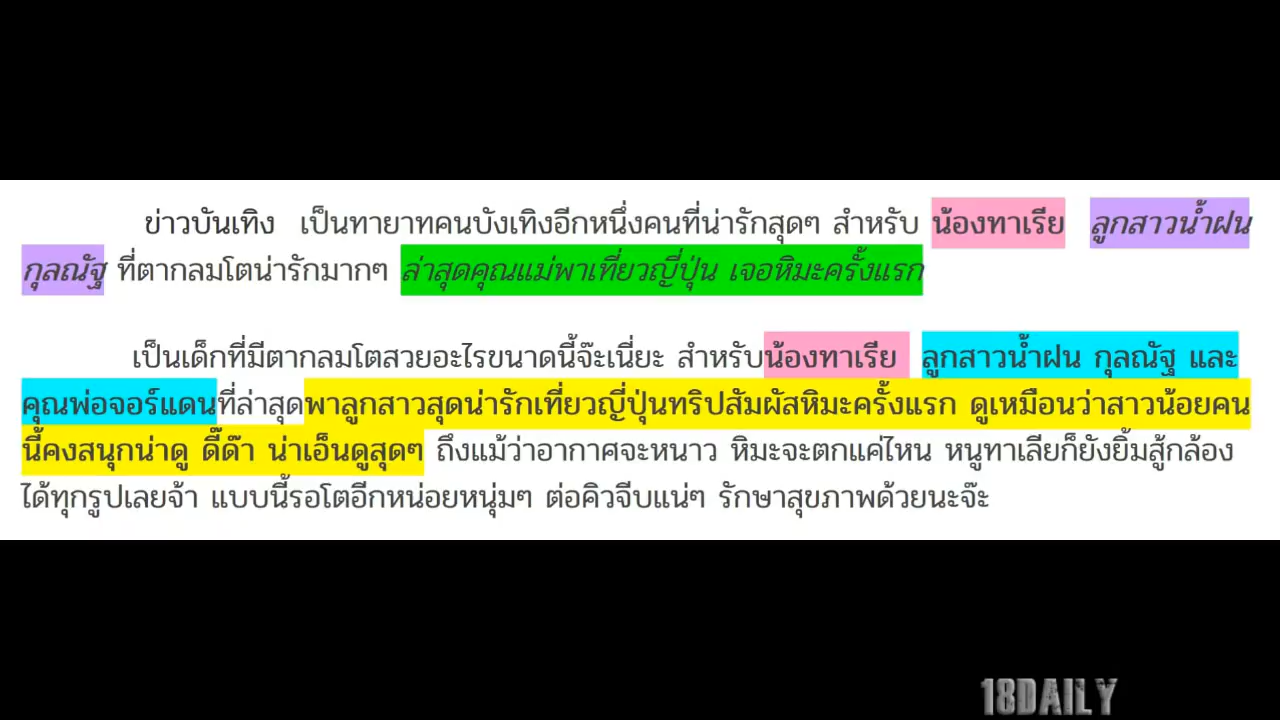 ข่าวบันเทิง เป็นทายาทคนบังเทิงอีกหนึ่งคนที่น่ารักสุดๆ สำหรับ น้องทาเรีย ลูกสาวน้ำฝน
กุลณัฐ ที่ตากลมโตน่ารักมากๆ ล่าสุดคุณแม่พาเที่ยวญี่ปุ่น เจอหิมะครั้งแรก
เป็นเด็กที่มีตากลมโตสวยอะไรขนาดนี้จ๊ะเนี่ยะ สำหรับน้องทาเรีย ลูกสาวน้ำฝน กุลณัฐ และ
คุณพ่อจอร์แดนที่ล่าสุดพาลูกสาวสุดน่ารักเที่ยวญี่ปุ่นทริปสัมผัสหิมะครั้งแรก ดูเหมือนว่าสาวน้อยคน
นี้คงสนุกน่าดู ดี๊ด๊า น่าเอ็นดูสุดๆ ถึงแม้ว่าอากาศจะหนาว หิมะจะตกแค่ไหน หนูทาเลียก็ยังยิ้มสู้กล้อง
ได้ทุกรูปเลยจ้า แบบนี้รอโตอีกหน่อยหนุ่มๆ ต่อคิวจีบแน่ๆ รักษาสุขภาพด้วยนะจ๊ะ
18DAILY